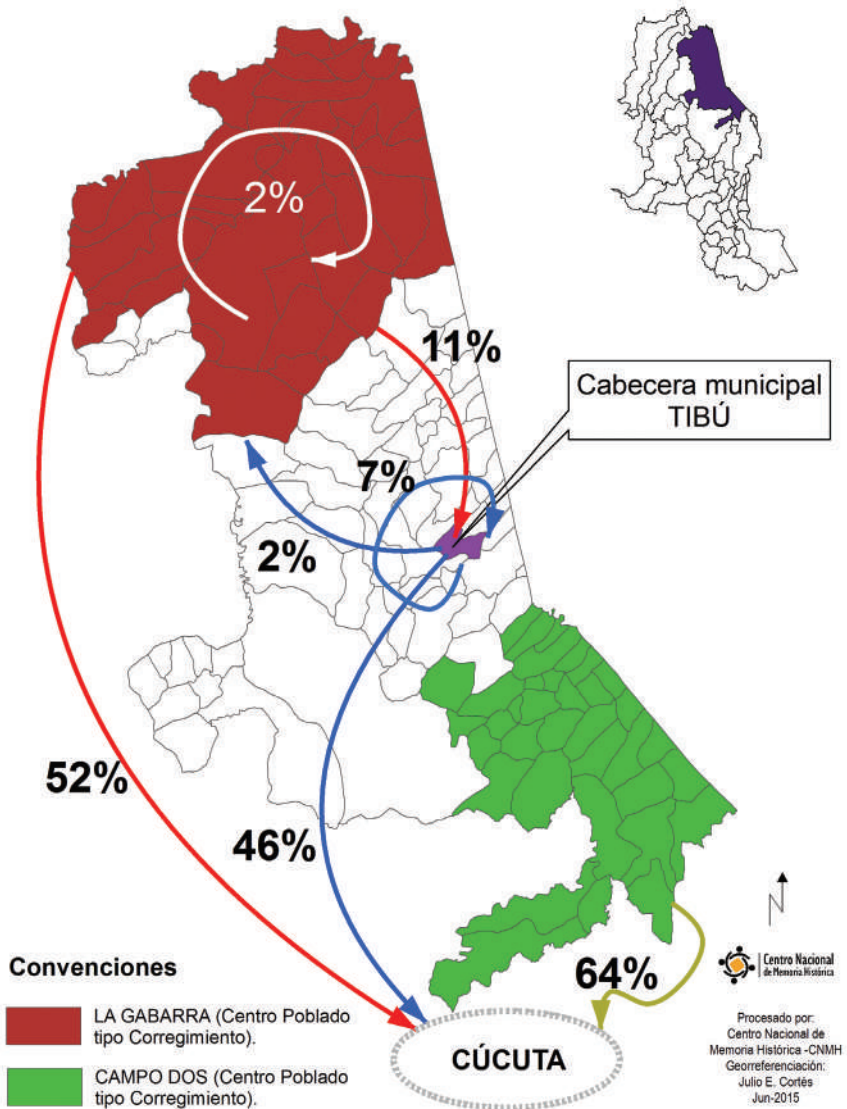 2%
11%
Cabecera municipal
TIBÚ
7%
2%
52%
46%
64%
N
Convenciones
LA GABARRA (Centro Poblado
tipo Corregimiento).
CAMPO DOS (Centro Poblado
tipo Corregimiento).
CÚCUTA
Centro Nacional
de Memoria Histórica
Procesado por:
Centro Nacional de
Memoria Histórica -CNMH
Georreferenciación:
Julio E. Cortés
Jun-2015